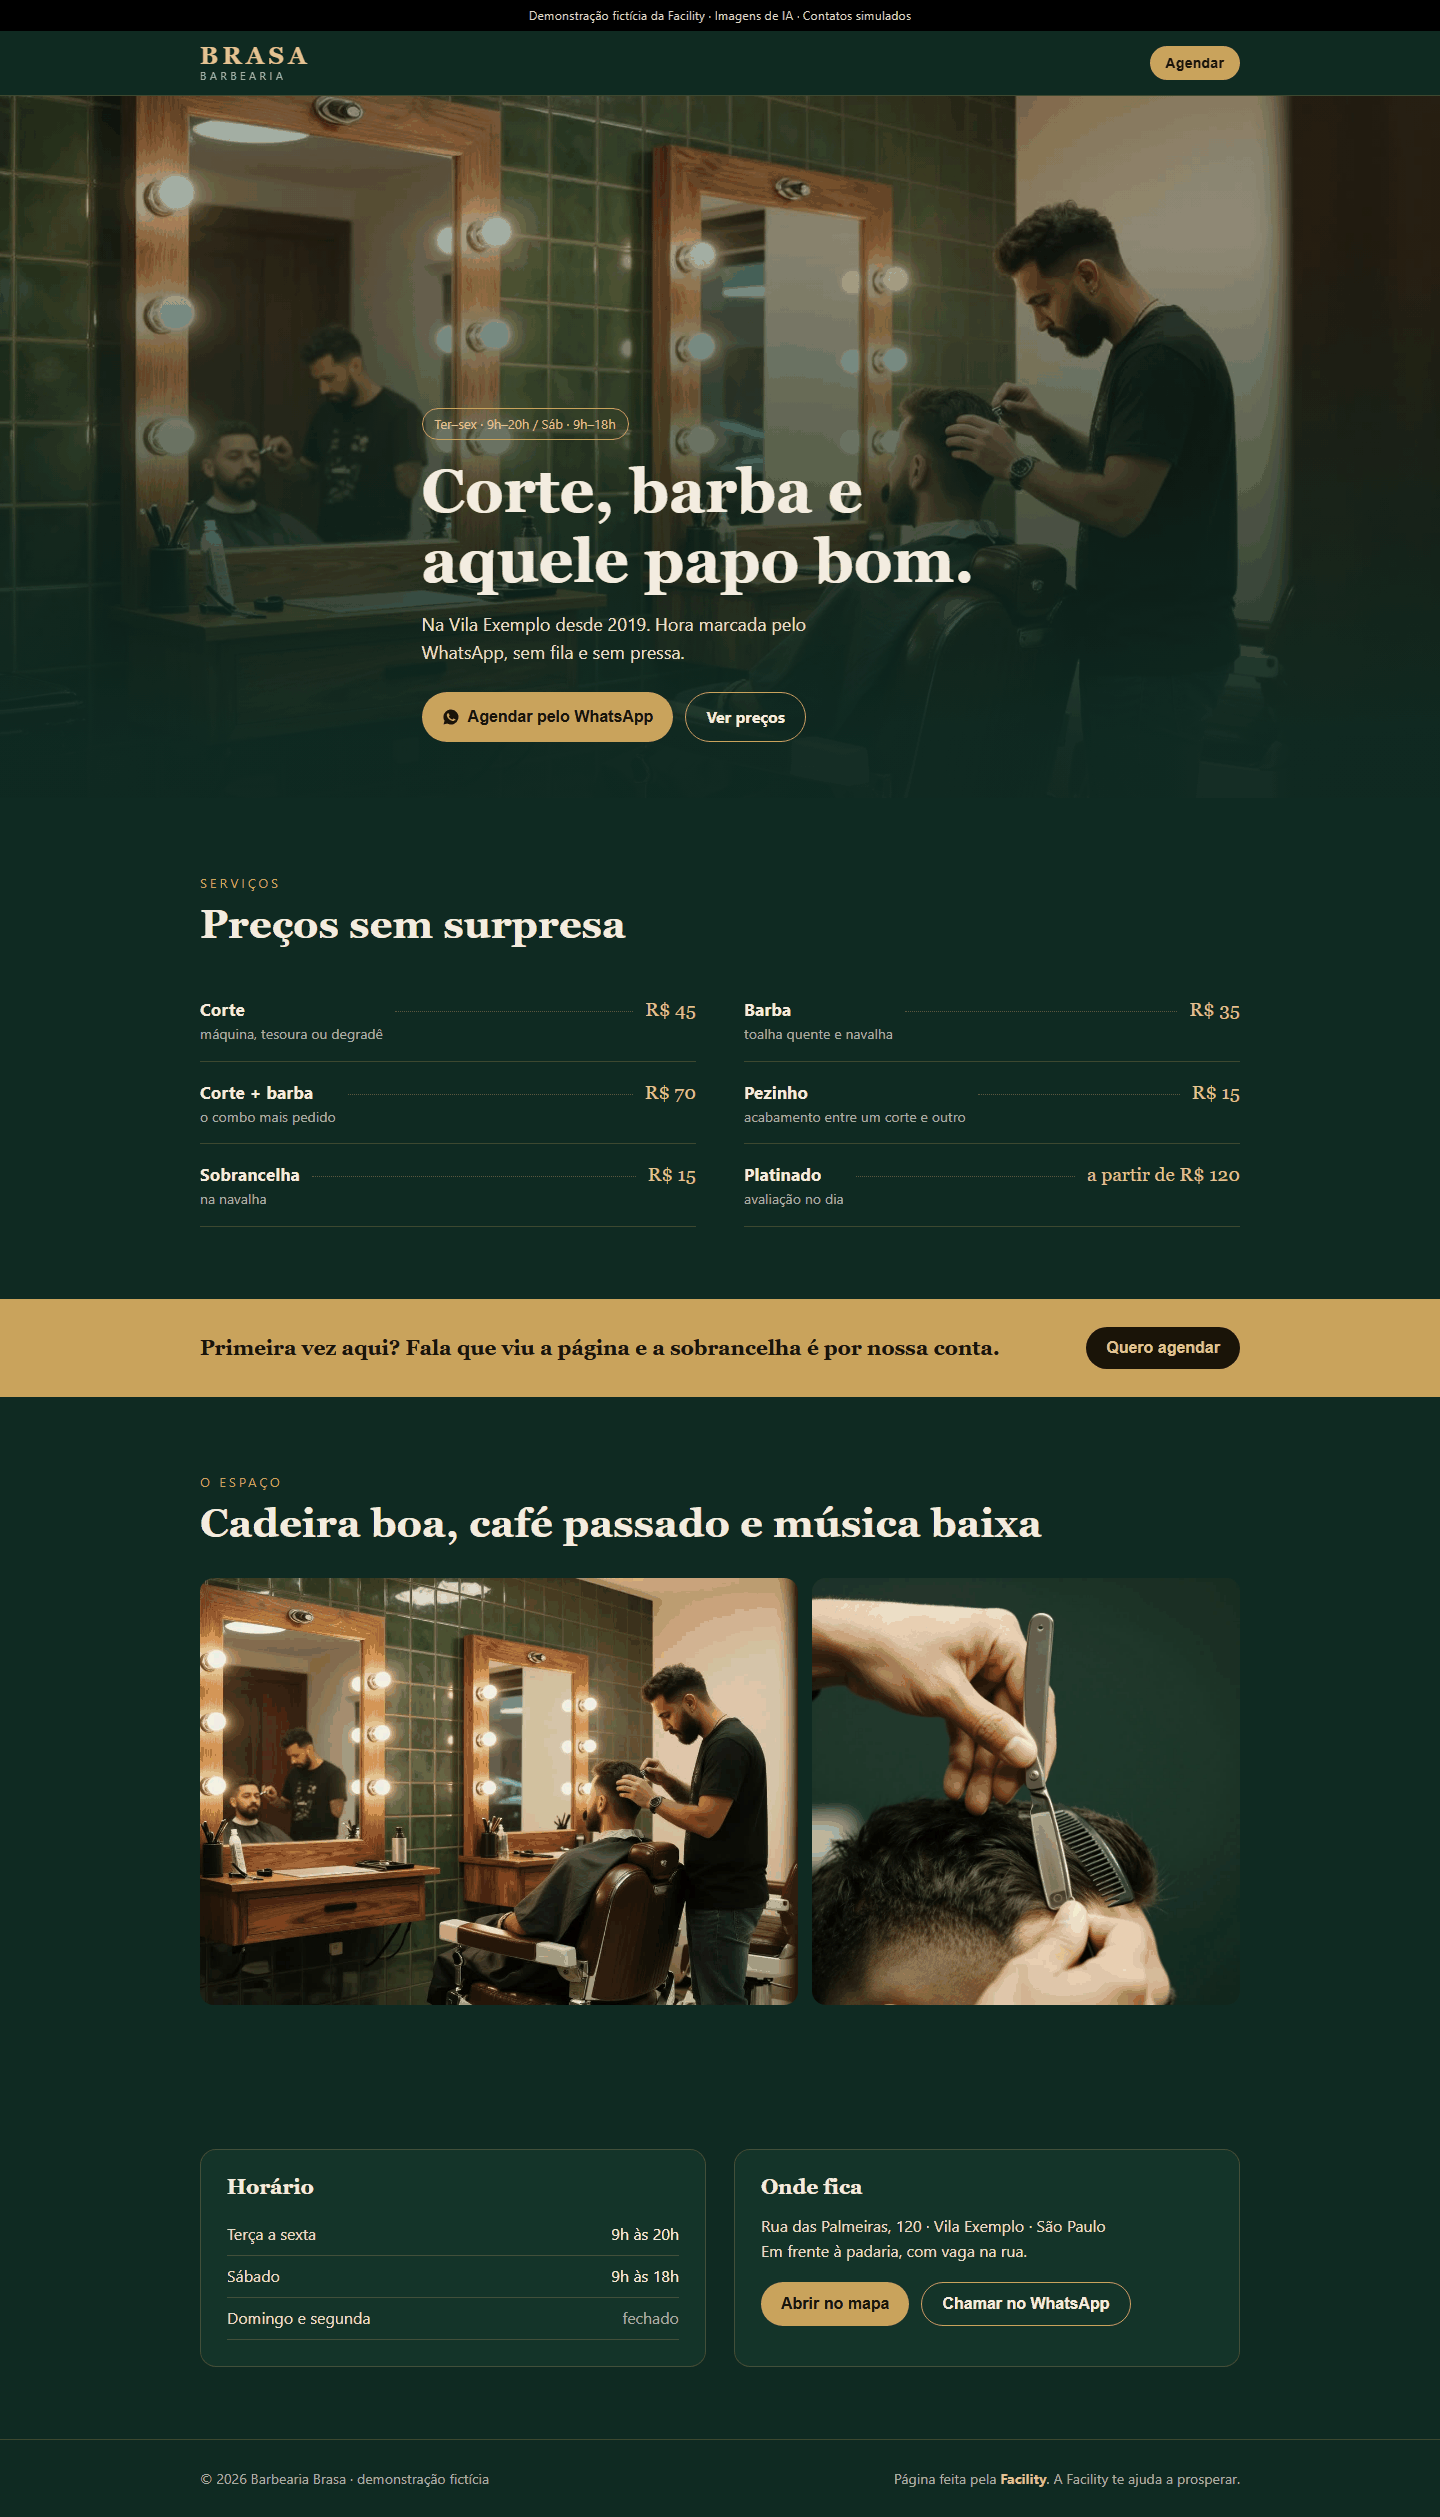 Demonstração fictícia da Facility · Imagens de IA · Contatos simulados
BRASA
BARBEARIA
Agendar
Ter–sex · 9h–20h / Sáb · 9h–18h
Corte, barba e
aquele papo bom.
Na Vila Exemplo desde 2019. Hora marcada pelo
WhatsApp, sem fila e sem pressa.
Agendar pelo WhatsApp
Ver preços
SERVIÇOS
Preços sem surpresa
Corte R$ 45
máquina, tesoura ou degradê
Barba R$ 35
toalha quente e navalha
Corte + barba R$ 70
o combo mais pedido
Pezinho R$ 15
acabamento entre um corte e outro
Sobrancelha R$ 15
na navalha
Platinado a partir de R$ 120
avaliação no dia
Primeira vez aqui? Fala que viu a página e a sobrancelha é por nossa conta.
Quero agendar
O ESPAÇO
Cadeira boa, café passado e música baixa
Horário
Terça a sexta 9h às 20h
Sábado 9h às 18h
Domingo e segunda fechado
Onde fica
Rua das Palmeiras, 120 · Vila Exemplo · São Paulo
Em frente à padaria, com vaga na rua.
Abrir no mapa
Chamar no WhatsApp
© 2026 Barbearia Brasa · demonstração fictícia
Página feita pela Facility. A Facility te ajuda a prosperar.